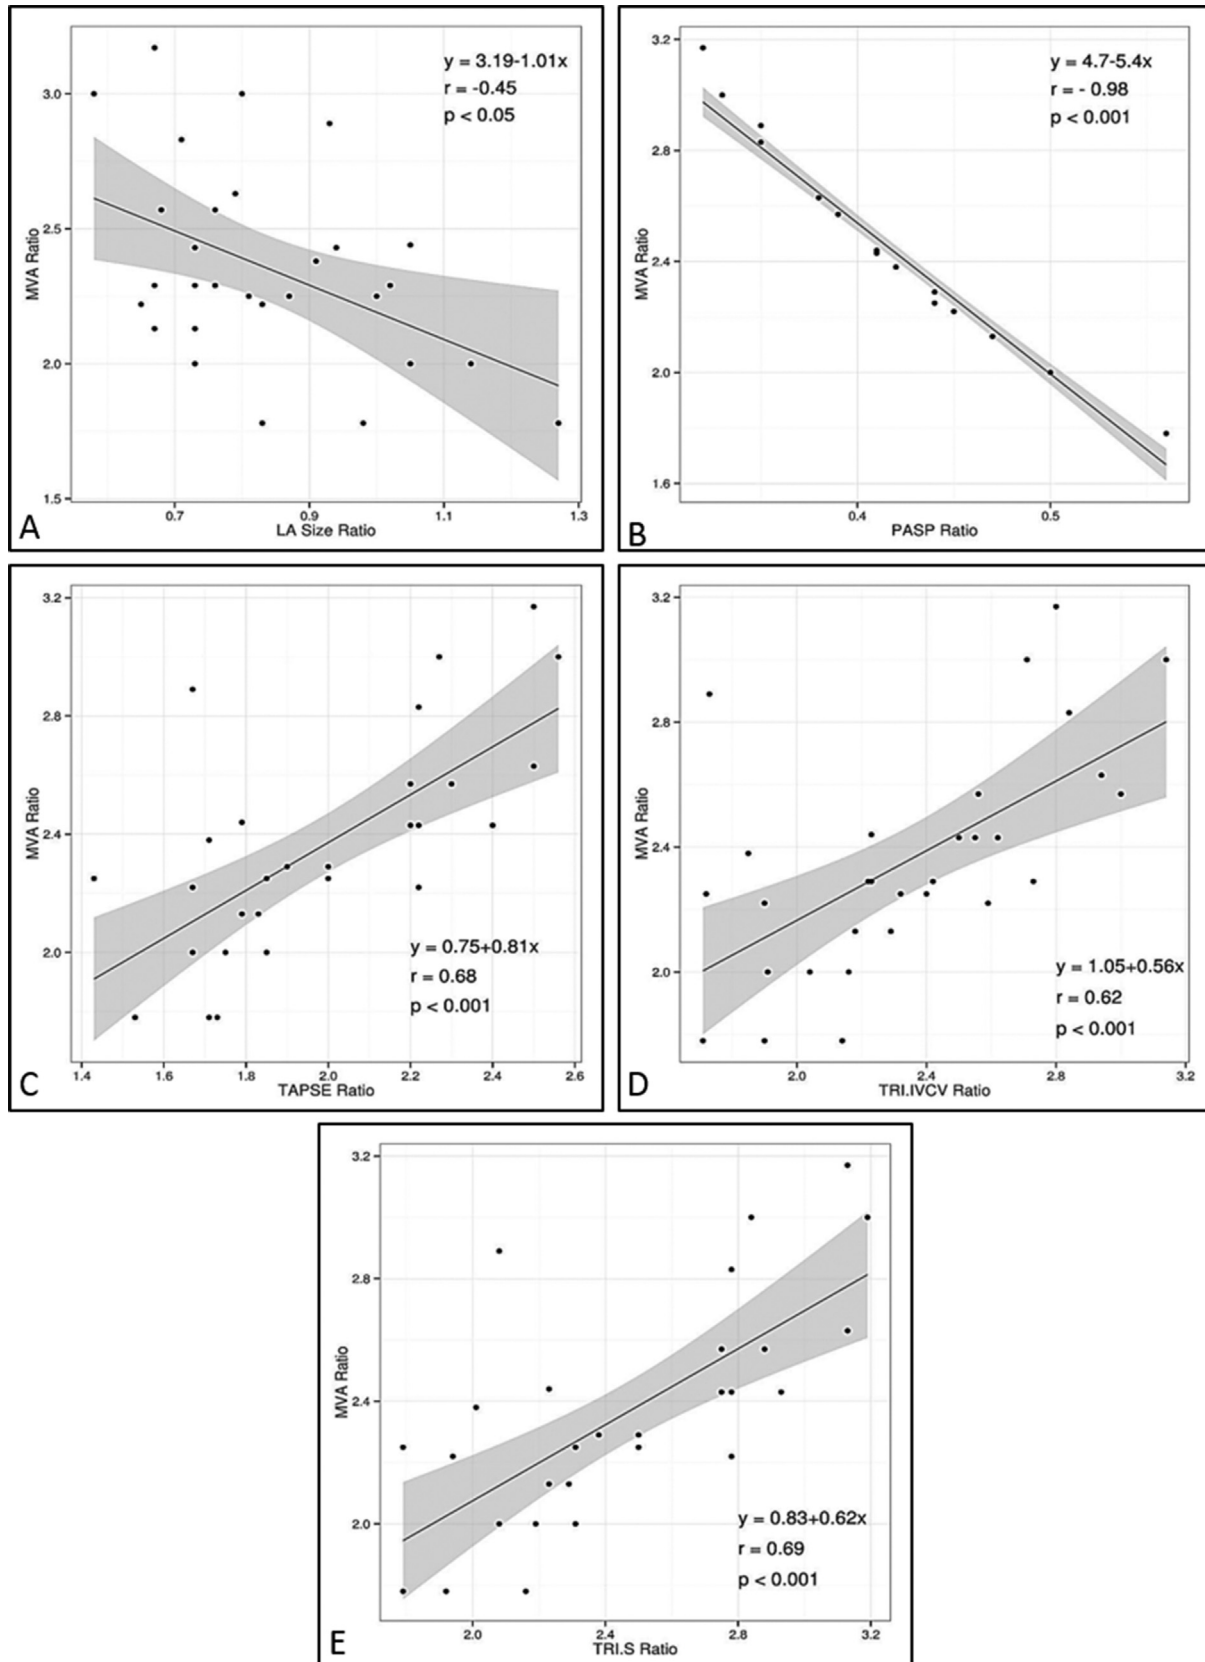 3.0
2.5
2.0
1.5
MVA Ratio
y = 3.19-1.01x
r = -0.45
p < 0.05
0.7 0.9 1.1 1.3
LA Size Ratio
A
3.2
2.8
2.4
2.0
1.6
MVA Ratio
y = 4.7-5.4x
r = - 0.98
p < 0.001
0.4 0.5
PASP Ratio
B
3.2
2.8
2.4
2.0
MVA Ratio
y = 0.75+0.81x
r = 0.68
p < 0.001
1.4 1.6 1.8 2.0 2.2 2.4 2.6
TAPSE Ratio
C
3.2
2.8
2.4
2.0
MVA Ratio
y = 1.05+0.56x
r = 0.62
p < 0.001
2.0 2.4 2.8 3.2
TRI.IVCV Ratio
D
3.2
2.8
2.4
2.0
MVA Ratio
y = 0.83+0.62x
r = 0.69
p < 0.001
2.0 2.4 2.8 3.2
TRI.S Ratio
E